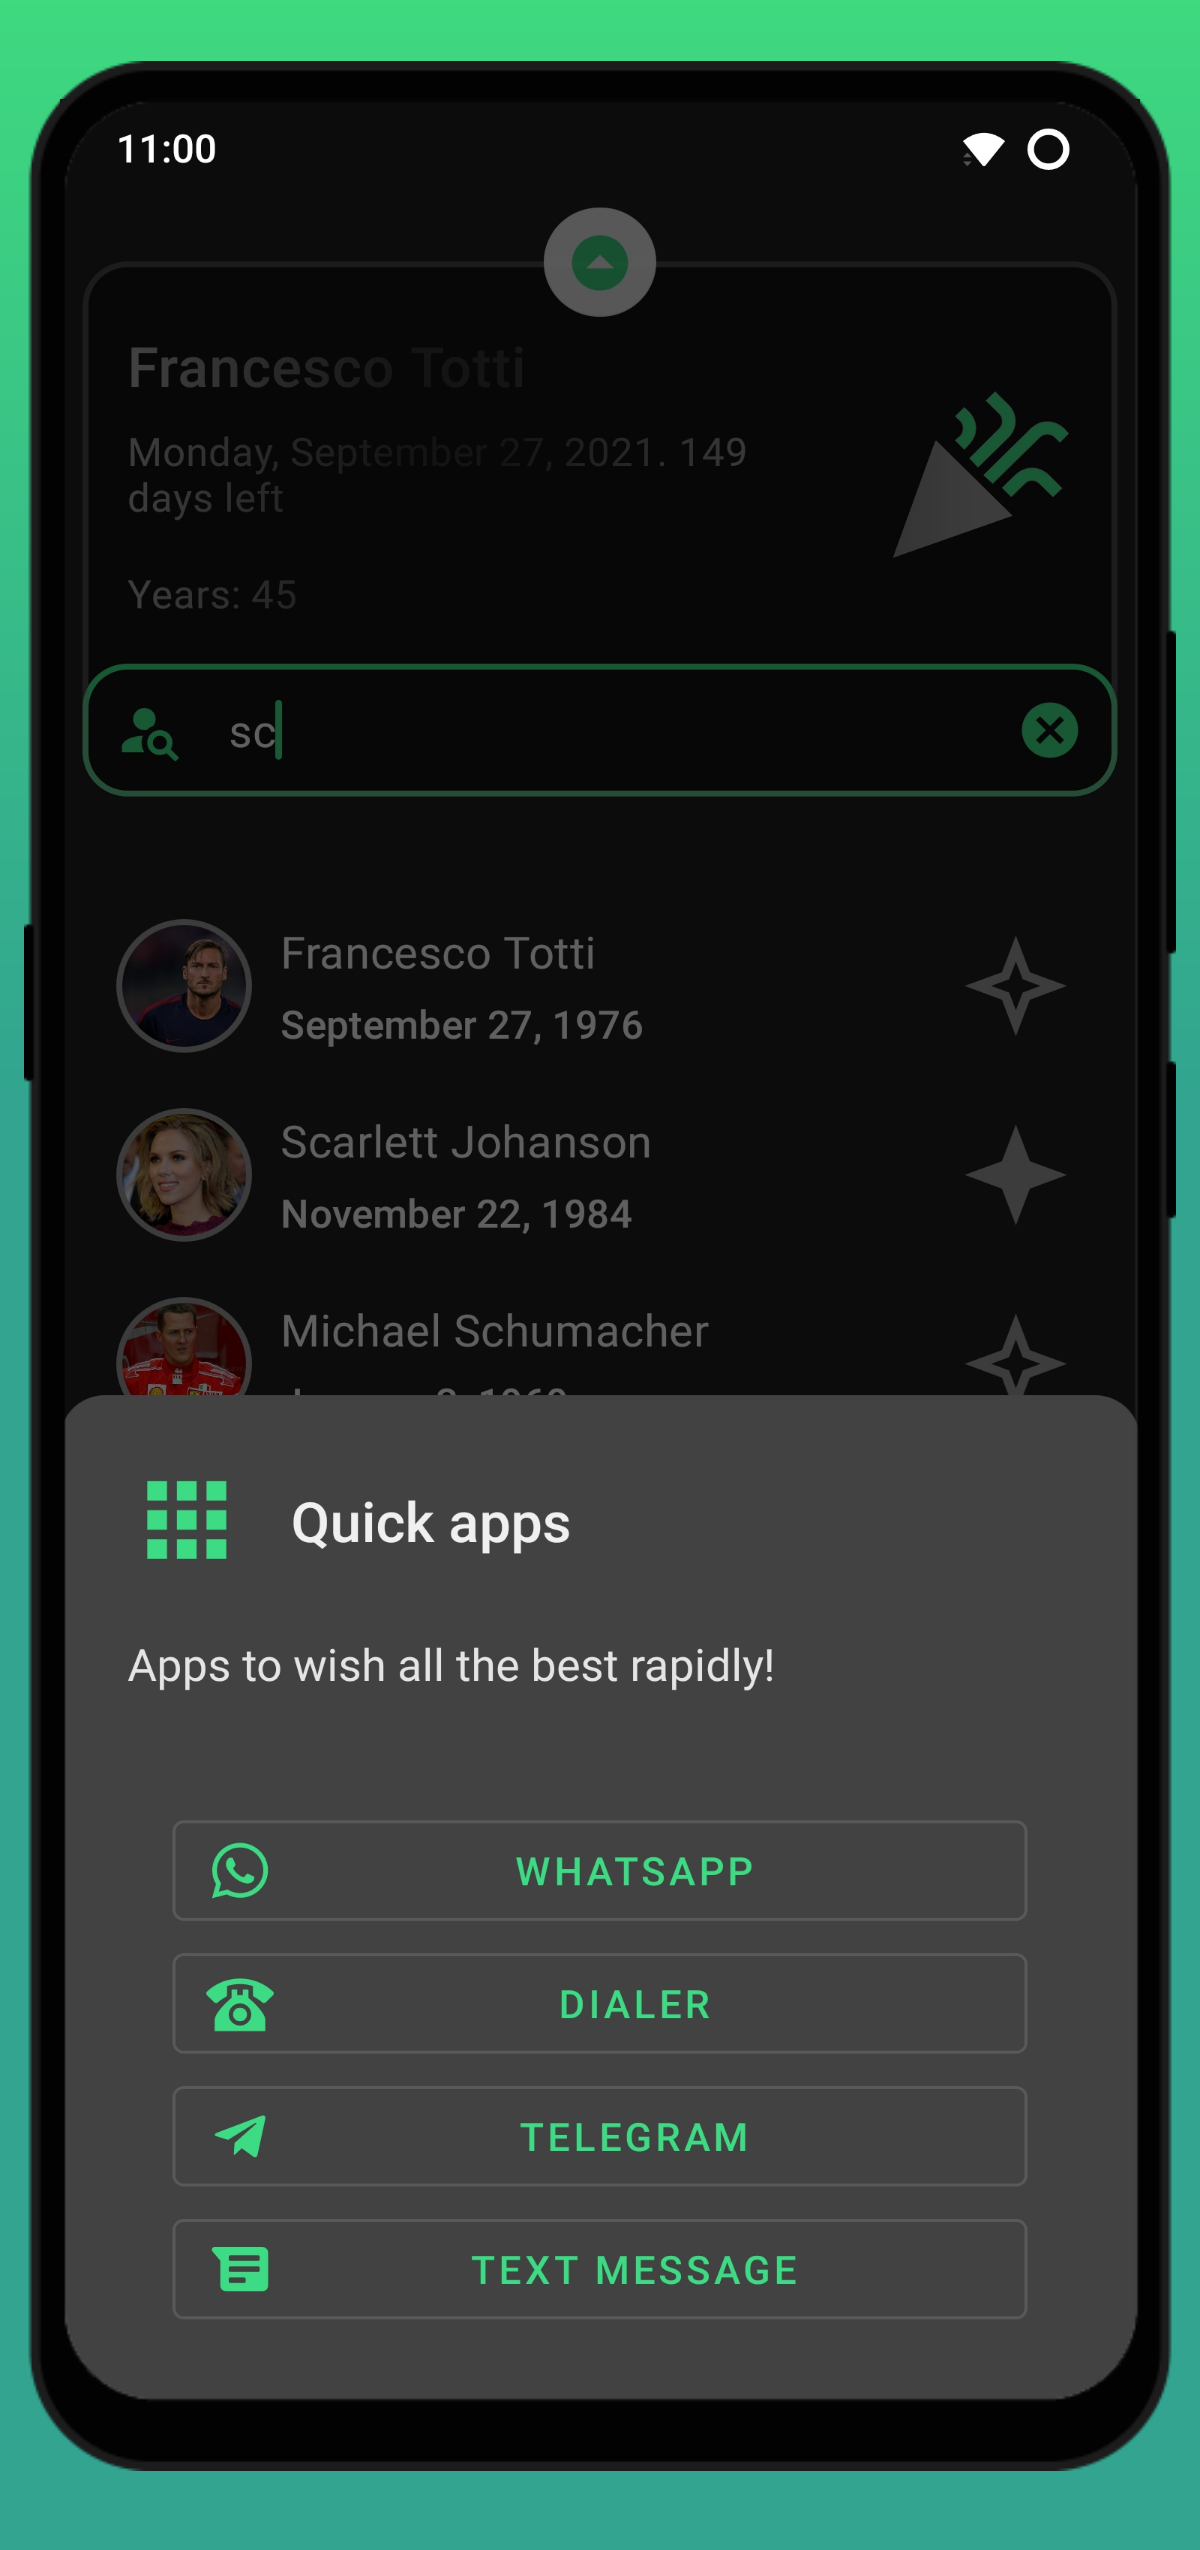 11:00
Francesco Totti
Monday, September 27, 2021. 149
days left
Years: 45
sc
Francesco Totti
September 27, 1976
Scarlett Johanson
November 22, 1984
Michael Schumacher
Quick apps
Apps to wish all the best rapidly!
WHATSAPP
DIALER
TELEGRAM
TEXT MESSAGE